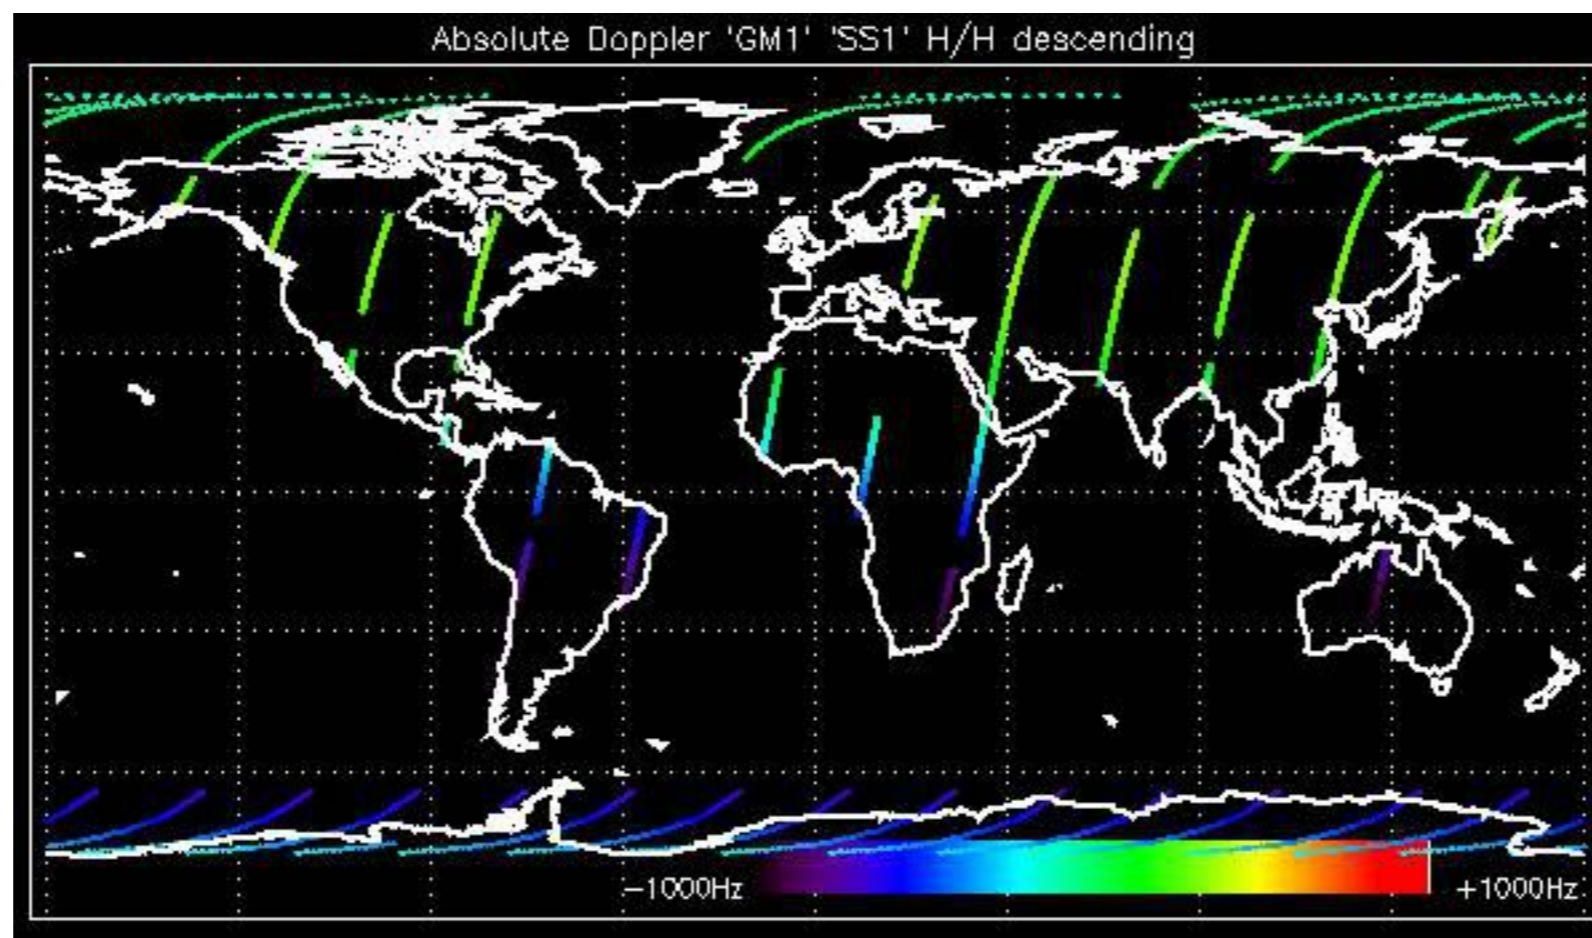 Absolute Doppler 'GM1' 'SS1' H/H descending
−1000Hz
+1000Hz